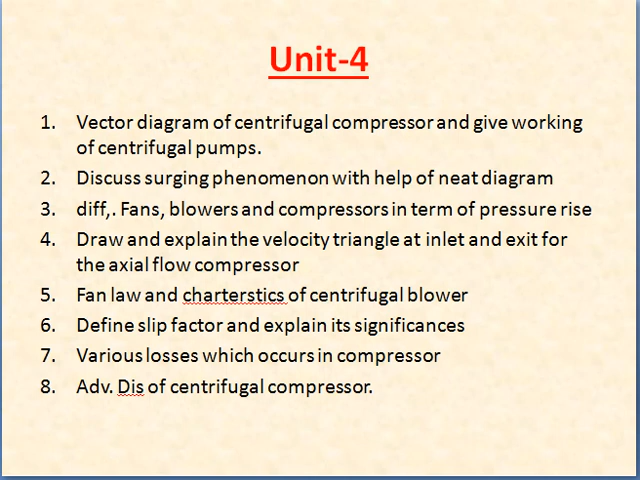 Unit-4
1. Vector diagram of centrifugal compressor and give working
of centrifugal pumps.
2. Discuss surging phenomenon with help of neat diagram
3. diff,. Fans, blowers and compressors in term of pressure rise
4. Draw and explain the velocity triangle at inlet and exit for
the axial flow compressor
5. Fan law and charterstics of centrifugal blower
6. Define slip factor and explain its significances
7. Various losses which occurs in compressor
8. Adv. Dis of centrifugal compressor.